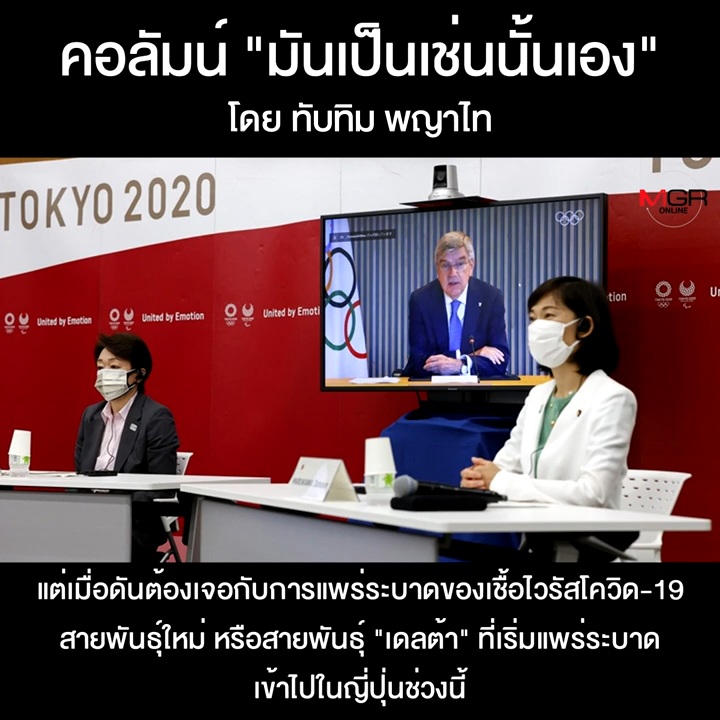 คอลัมน์ "มันเป็นเช่นนั้นเอง"
โดย ทับทิม พญาไท
TOKYO 2020
MGR
ONLINE
United by Emotion
United by Emotion
United by Emoti
Emotion
แต่เมื่อดันต้องเจอกับการแพร่ระบาดของเชื้อไวรัสโควิด-19
สายพันธุ์ใหม่ หรือสายพันธุ์ "เดลต้า" ที่เริ่มแพร่ระบาด
เข้าไปในญี่ปุ่นช่วงนี้